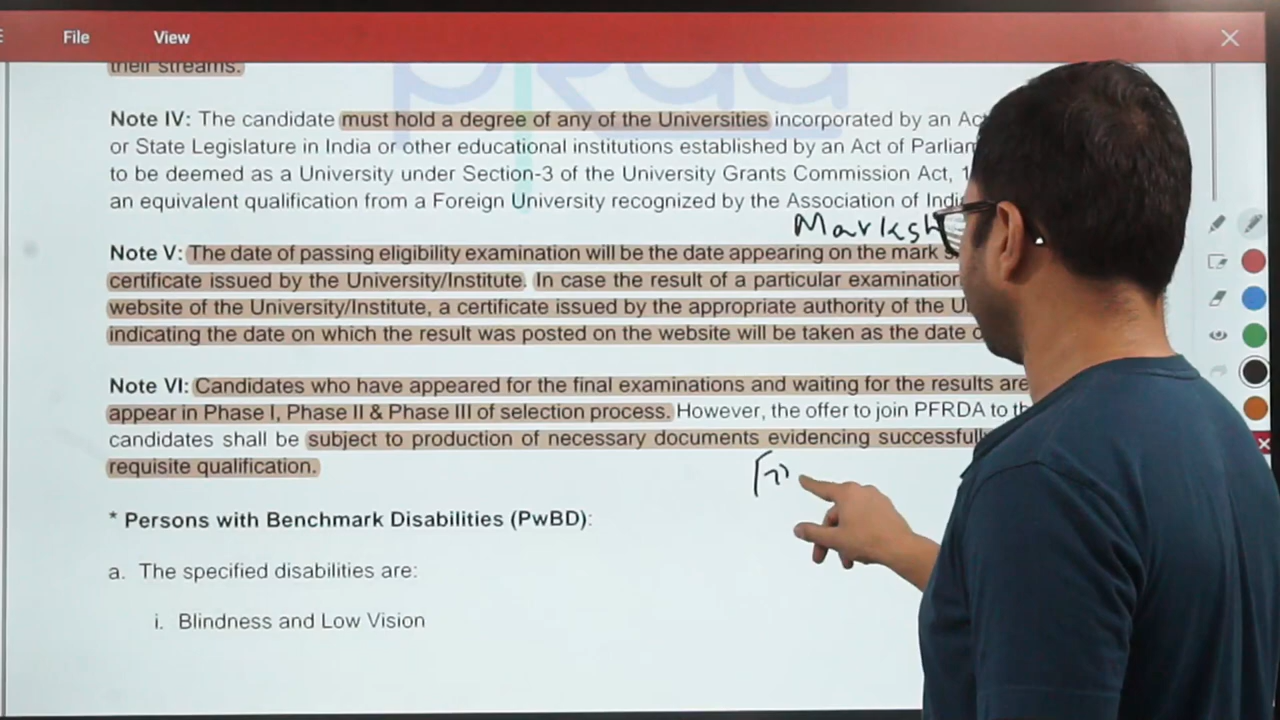 File View
their streams.
Note IV: The candidate must hold a degree of any of the Universities incorporated by an
or State Legislature in India or other educational institutions established by an Act of
to be deemed as a University under Section-3 of the University Grants Commission Act,
an equivalent qualification from a Foreign University recognized by the Association of
Marksh
Note V: The date of passing eligibility examination will be the date appearing on the mark
certificate issued by the University/Institute. In case the result of a particular examination
website of the University/Institute, a certificate issued by the appropriate authority of the
indicating the date on which the result was posted on the website will be taken as the date
Note VI: Candidates who have appeared for the final examinations and waiting for the results are
appear in Phase I, Phase II & Phase III of selection process. However, the offer to join PFRDA to
candidates shall be subject to production of necessary documents evidencing
requisite qualification.
* Persons with Benchmark Disabilities (PwBD):
a. The specified disabilities are:
i. Blindness and Low Vision